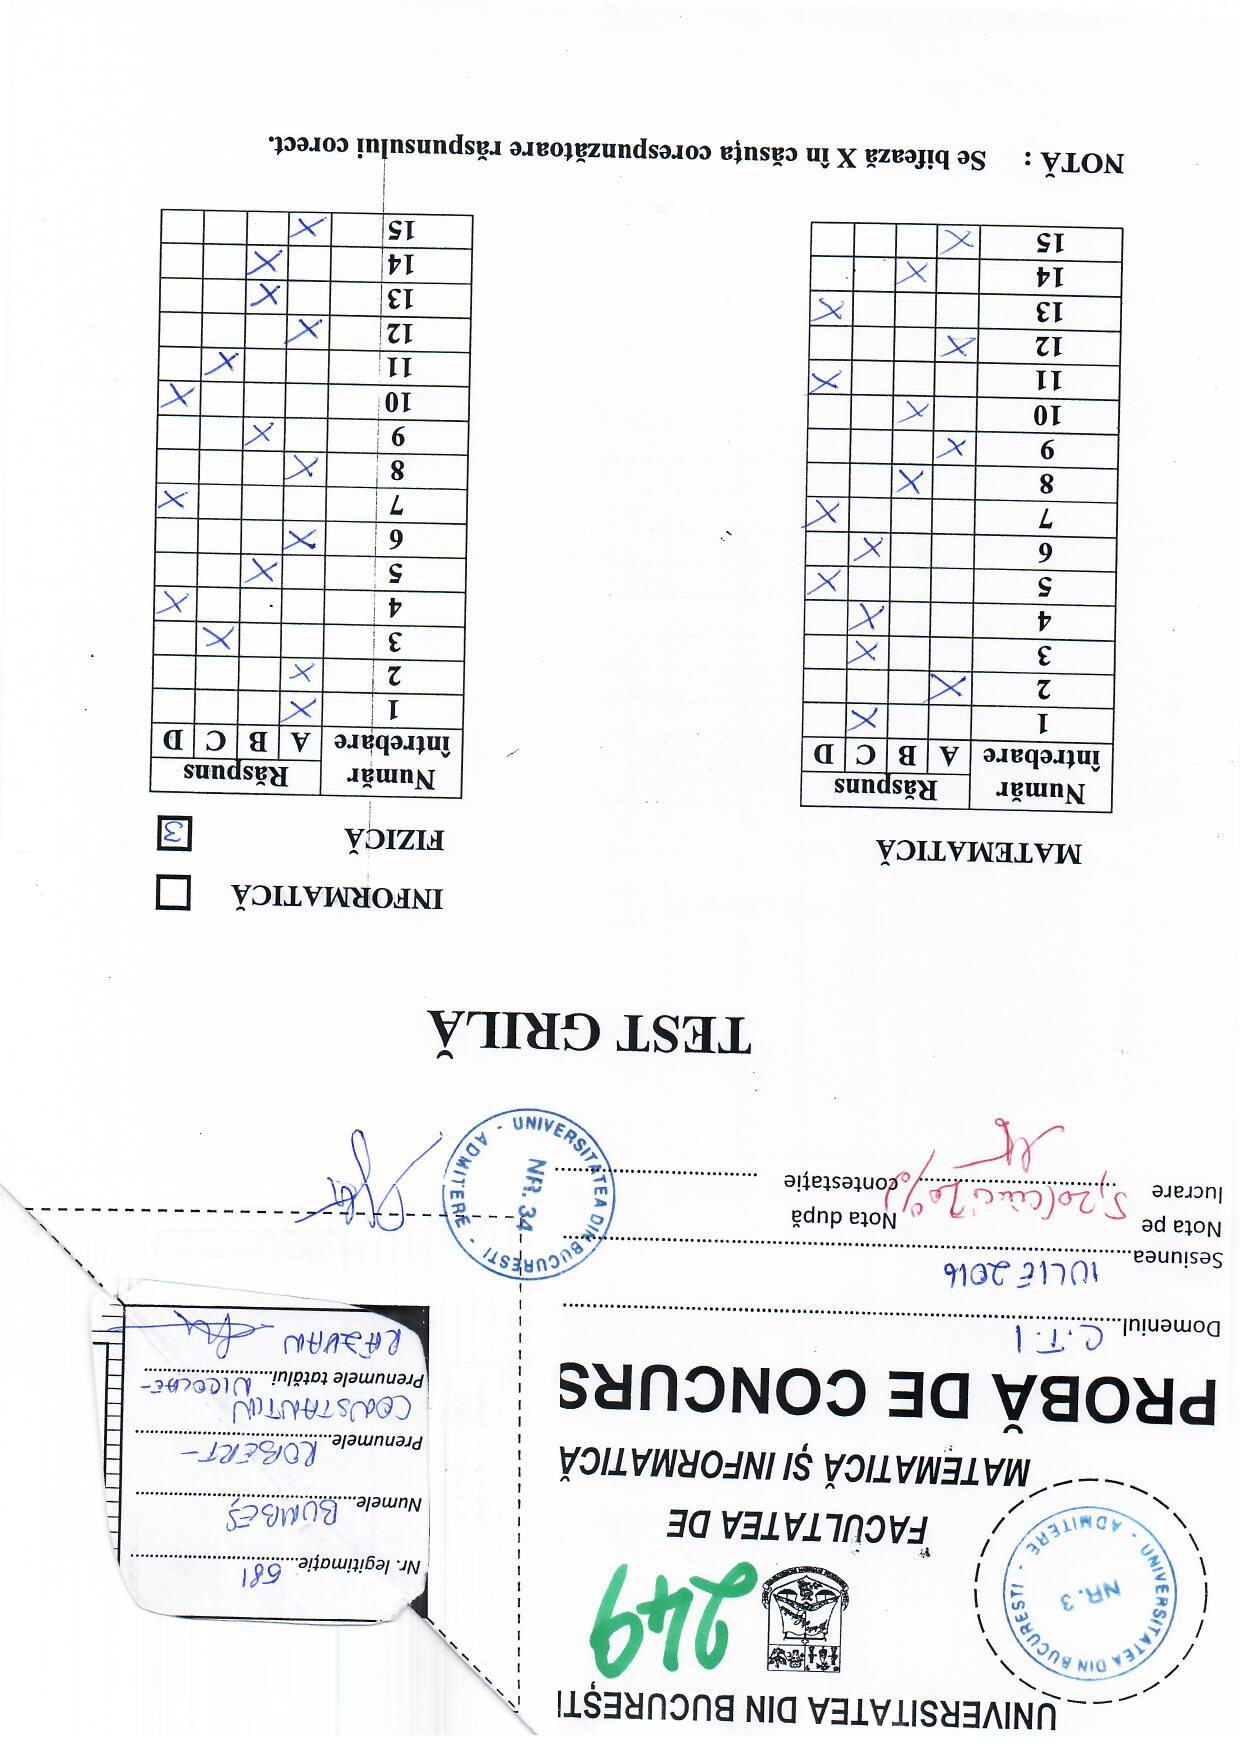 UNIVERSITATEA DIN BUCUREȘTI
249
FACULTATEA DE
MATEMATICĂ ȘI INFORMATICĂ
PROBĂ DE CONCURS
UNIVERSITATEA DIN BUCUREȘTI - ADMITERE -
NR. 3
Nr. legitimație 581
Numele BUMBEȘ
Prenumele ROBERT-
CONSTANTIN
Prenumele tatălui NICOLAE-
RĂZVAN
Domeniul C.T.I
Sesiunea IULIE 2016
Nota pe lucrare 5,20 (cinci 20%)
Nota după contestație
UNIVERSITATEA DIN BUCUREȘTI - ADMITERE -
NR. 34
TEST GRILĂ
INFORMATICĂ
MATEMATICĂ
FIZICĂ 3
Număr întrebare Răspuns
A B C D
1 X
2 X
3 X
4 X
5 X
6 X
7 X
8 X
9 X
10 X
11 X
12 X
13 X
14 X
15 X
Număr întrebare Răspuns
A B C D
1 X
2 X
3 X
4 X
5 X
6 X
7 X
8 X
9 X
10 X
11 X
12 X
13 X
14 X
15 X
NOTĂ : Se bifează X în căsuța corespunzătoare răspunsului corect.